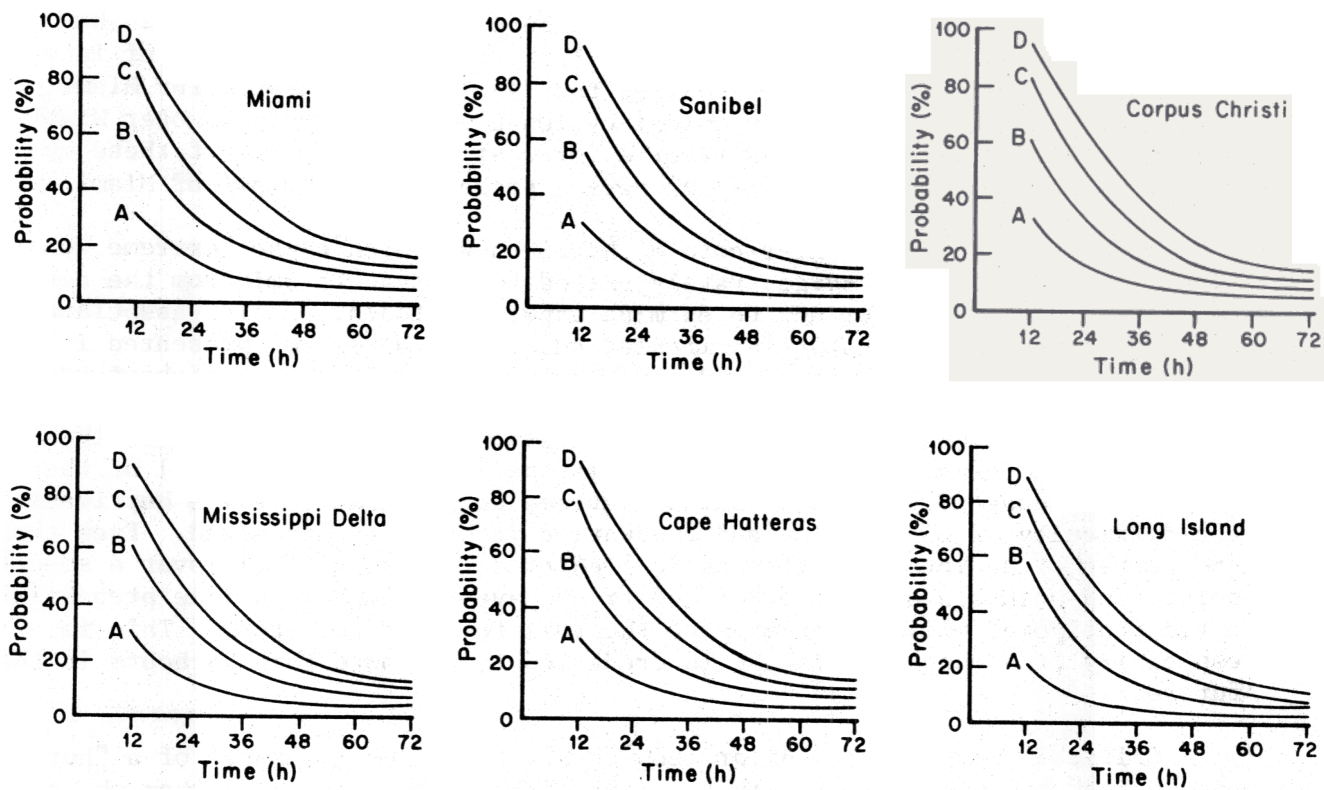 100
80
60
40
20
0
Probability (%)
D
C
B
A
Miami
12 24 36 48 60 72
Time (h)
100
80
60
40
20
0
Probability (%)
D
C
B
A
Sanibel
12 24 36 48 60 72
Time (h)
100
80
60
40
20
0
Probability (%)
D
C
B
A
Corpus Christi
12 24 36 48 60 72
Time (h)
100
80
60
40
20
0
Probability (%)
D
C
B
A
Mississippi Delta
12 24 36 48 60 72
Time (h)
100
80
60
40
20
0
Probability (%)
D
C
B
A
Cape Hatteras
12 24 36 48 60 72
Time (h)
100
80
60
40
20
0
Probability (%)
D
C
B
A
Long Island
12 24 36 48 60 72
Time (h)